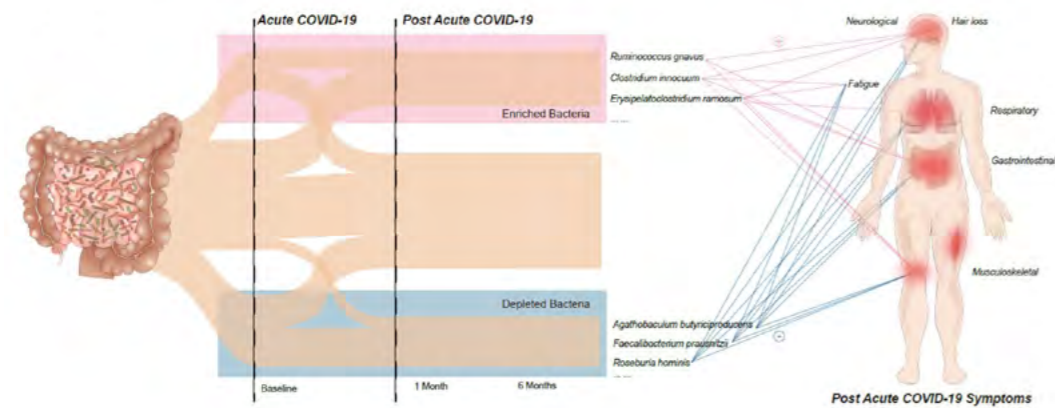 Acute COVID-19
Post Acute COVID-19
Neurological
Hair loss
Ruminococcus gnavus
Clostridium innocuum
Erysipelatoclostridium ramosum
Fatigue
Enriched Bacteria
Respiratory
Gastrointestinal
Musculoskeletal
Depleted Bacteria
Agathobaculum butyriciproducens
Faecalibacterium prausnitzii
Roseburia hominis
Baseline
1 Month
6 Months
Post Acute COVID-19 Symptoms